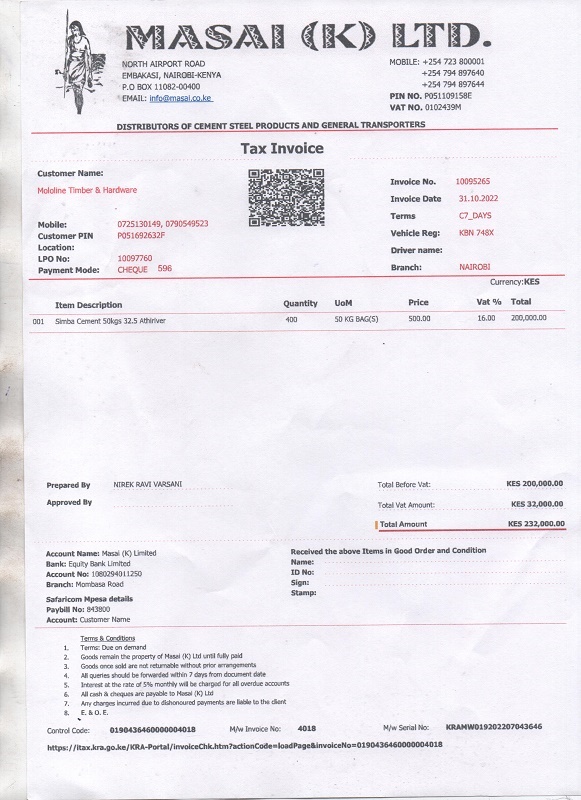 MASAI (K) LTD.
NORTH AIRPORT ROAD
EMBAKASI, NAIROBI-KENYA
P.O BOX 11082-00400
EMAIL: info@masai.co.ke
MOBILE: +254 723 800001
+254 794 897640
+254 794 897644
PIN NO. P051109158E
VAT NO. 0102439M
DISTRIBUTORS OF CEMENT STEEL PRODUCTS AND GENERAL TRANSPORTERS
Tax Invoice
Customer Name:
Mololine Timber & Hardware
Mobile: 0725130149, 0790549523
Customer PIN P051692632F
Location:
LPO No: 10097760
Payment Mode: CHEQUE 596
Invoice No. 10095265
Invoice Date 31.10.2022
Terms C7_DAYS
Vehicle Reg: KBN 748X
Driver name:
Branch: NAIROBI
Currency:KES
Item Description Quantity UoM Price Vat % Total
001 Simba Cement 50kgs 32.5 Athiriver 400 50 KG BAG(S) 500.00 16.00 200,000.00
Prepared By NIREK RAVI VARSANI
Approved By
Total Before Vat: KES 200,000.00
Total Vat Amount: KES 32,000.00
Total Amount KES 232,000.00
Account Name: Masai (K) Limited
Bank: Equity Bank Limited
Account No: 1080294011250
Branch: Mombasa Road
Safaricom Mpesa details
Paybill No: 843800
Account: Customer Name
Received the above Items in Good Order and Condition
Name:
ID No:
Sign:
Stamp:
Terms & Conditions
1. Terms: Due on demand
2. Goods remain the property of Masai (K) Ltd until fully paid
3. Goods once sold are not returnable without prior arrangements
4. All queries should be forwarded within 7 days from document date
5. Interest at the rate of 5% monthly will be charged for all overdue accounts
6. All cash & cheques are payable to Masai (K) Ltd
7. Any charges incurred due to dishonoured payments are liable to the client
8. E. & O. E.
Control Code: 0190436460000004018 M/w Invoice No: 4018 M/w Serial No: KRAMW019202207043646
https://itax.kra.go.ke/KRA-Portal/invoiceChk.htm?actionCode=loadPage&invoiceNo=0190436460000004018